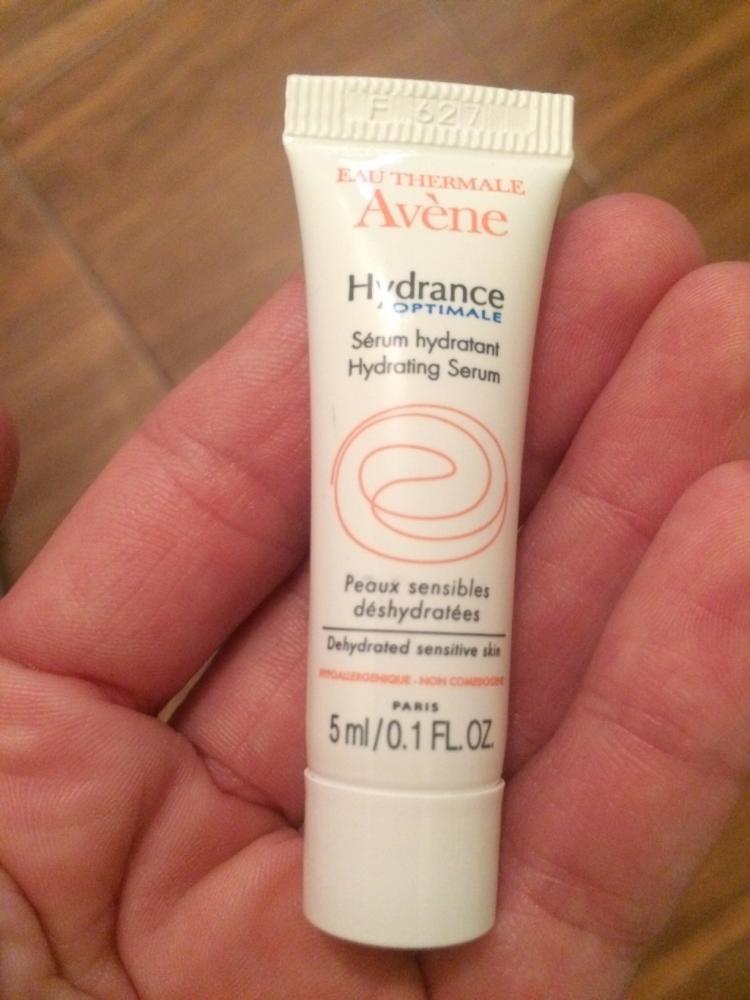 F 627
EAU THERMALE
Avène
Hydrance
OPTIMALE
Sérum hydratant
Hydrating Serum
Peaux sensibles
déshydratées
Dehydrated sensitive skin
HYPOALLERGENIQUE - NON COMEDOGENE
PARIS
5 ml/0.1 FL.OZ.